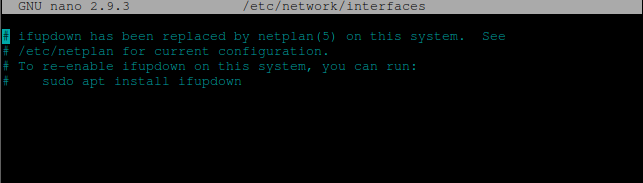 GNU nano 2.9.3 /etc/network/interfaces
# ifupdown has been replaced by netplan(5) on this system. See
# /etc/netplan for current configuration.
# To re-enable ifupdown on this system, you can run:
# sudo apt install ifupdown